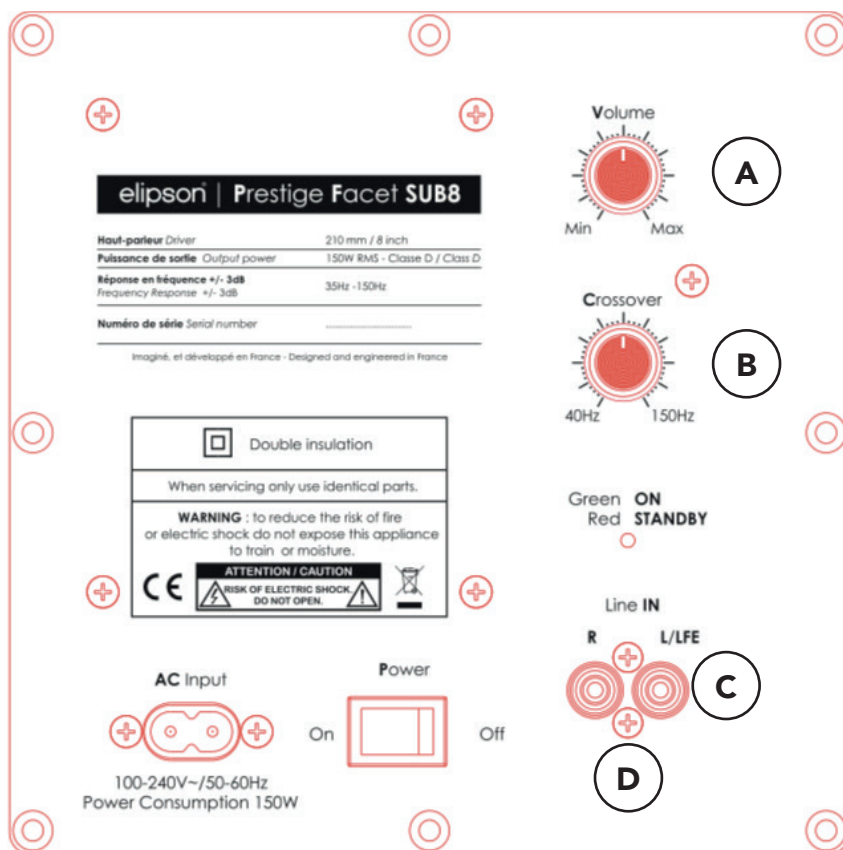 Volume
A
Min Max
elipson | Prestige Facet SUB8
Haut-parleur Driver 210 mm / 8 inch
Puissance de sortie Output power 150W RMS - Classe D / Class D
Réponse en fréquence +/- 3dB
Frequency Response +/- 3dB
35Hz -150Hz
Numéro de série Serial number ........................
Imaginé, et développé en France - Designed and engineered in France
Crossover
B
40Hz 150Hz
Double insulation
When servicing only use identical parts.
WARNING : to reduce the risk of fire
or electric shock do not expose this appliance
to train or moisture.
CE
ATTENTION / CAUTION
RISK OF ELECTRIC SHOCK.
DO NOT OPEN.
Green ON
Red STANDBY
Line IN
R L/LFE
C
D
AC Input
100-240V~/50-60Hz
Power Consumption 150W
Power
On Off